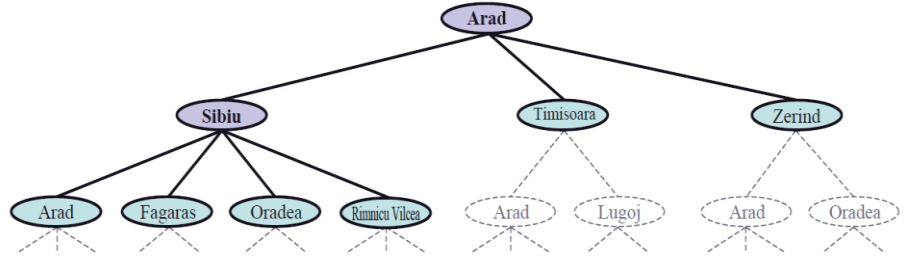 Arad
Sibiu
Timisoara
Zerind
Arad
Fagaras
Oradea
Rimnicu Vilcea
Arad
Lugoj
Arad
Oradea